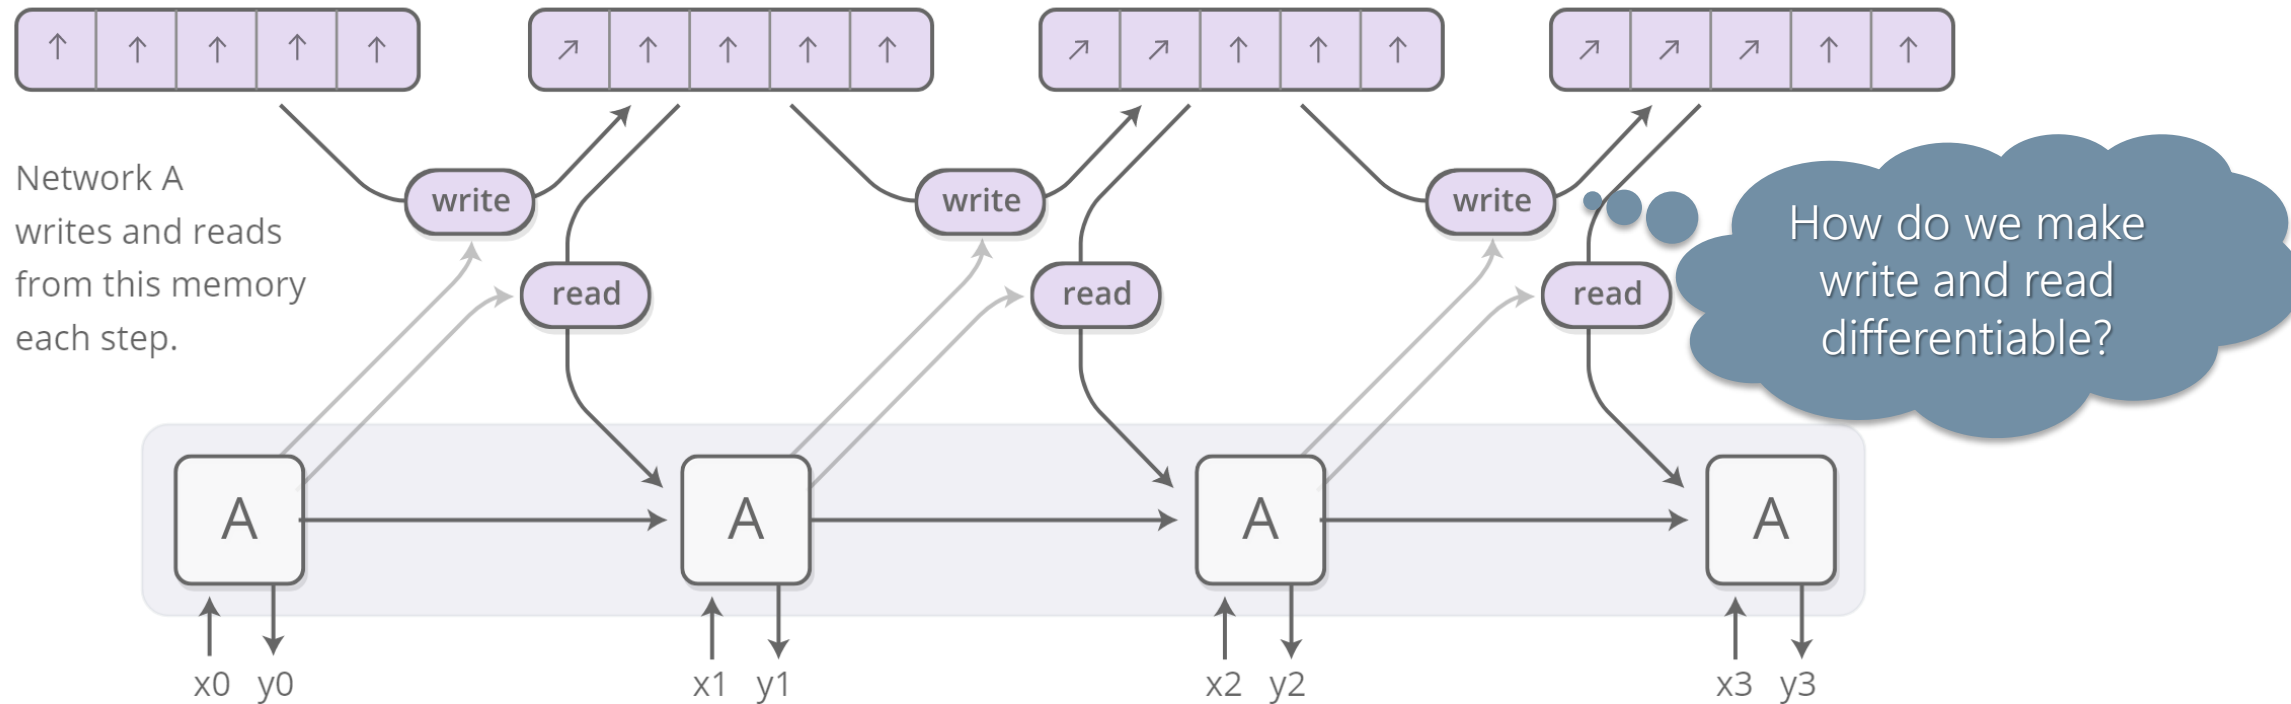 Network A
writes and reads
from this memory
each step.
write
write
write
How do we make
write and read
differentiable?
read
read
read
A
A
A
A
x0 y0
x1 y1
x2 y2
x3 y3